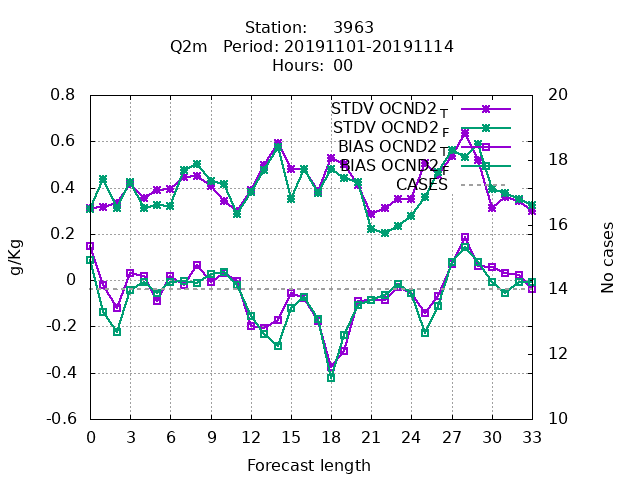 Station: 3963
Q2m Period: 20191101-20191114
Hours: 00
0.8
0.6
0.4
0.2
0
-0.2
-0.4
-0.6
g/Kg
STDV OCND2 T
STDV OCND2 F
BIAS OCND2 T
BIAS OCND2 F
CASES
20
18
16
14
12
10
No cases
0 3 6 9 12 15 18 21 24 27 30 33
Forecast length